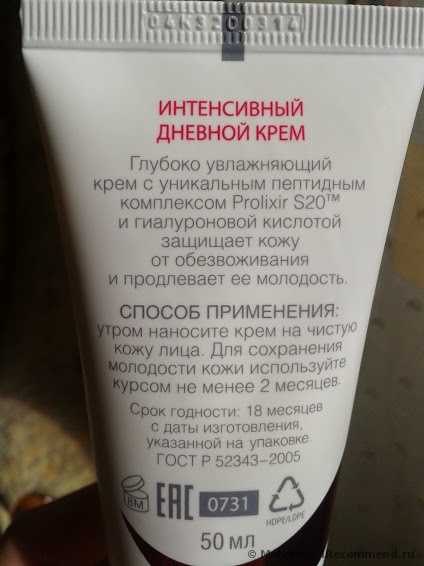 04K3200314
ИНТЕНСИВНЫЙ
ДНЕВНОЙ КРЕМ
Глубоко увлажняющий
крем с уникальным пептидным
комплексом Prolixir S20™
и гиалуроновой кислотой
защищает кожу
от обезвоживания
и продлевает ее молодость.
СПОСОБ ПРИМЕНЕНИЯ:
утром наносите крем на чистую
кожу лица. Для сохранения
молодости кожи используйте
курсом не менее 2 месяцев.
Срок годности: 18 месяцев
с даты изготовления,
указанной на упаковке
ГОСТ Р 52343–2005
8M
EAC
0731
HDPE/LDPE
50 мл